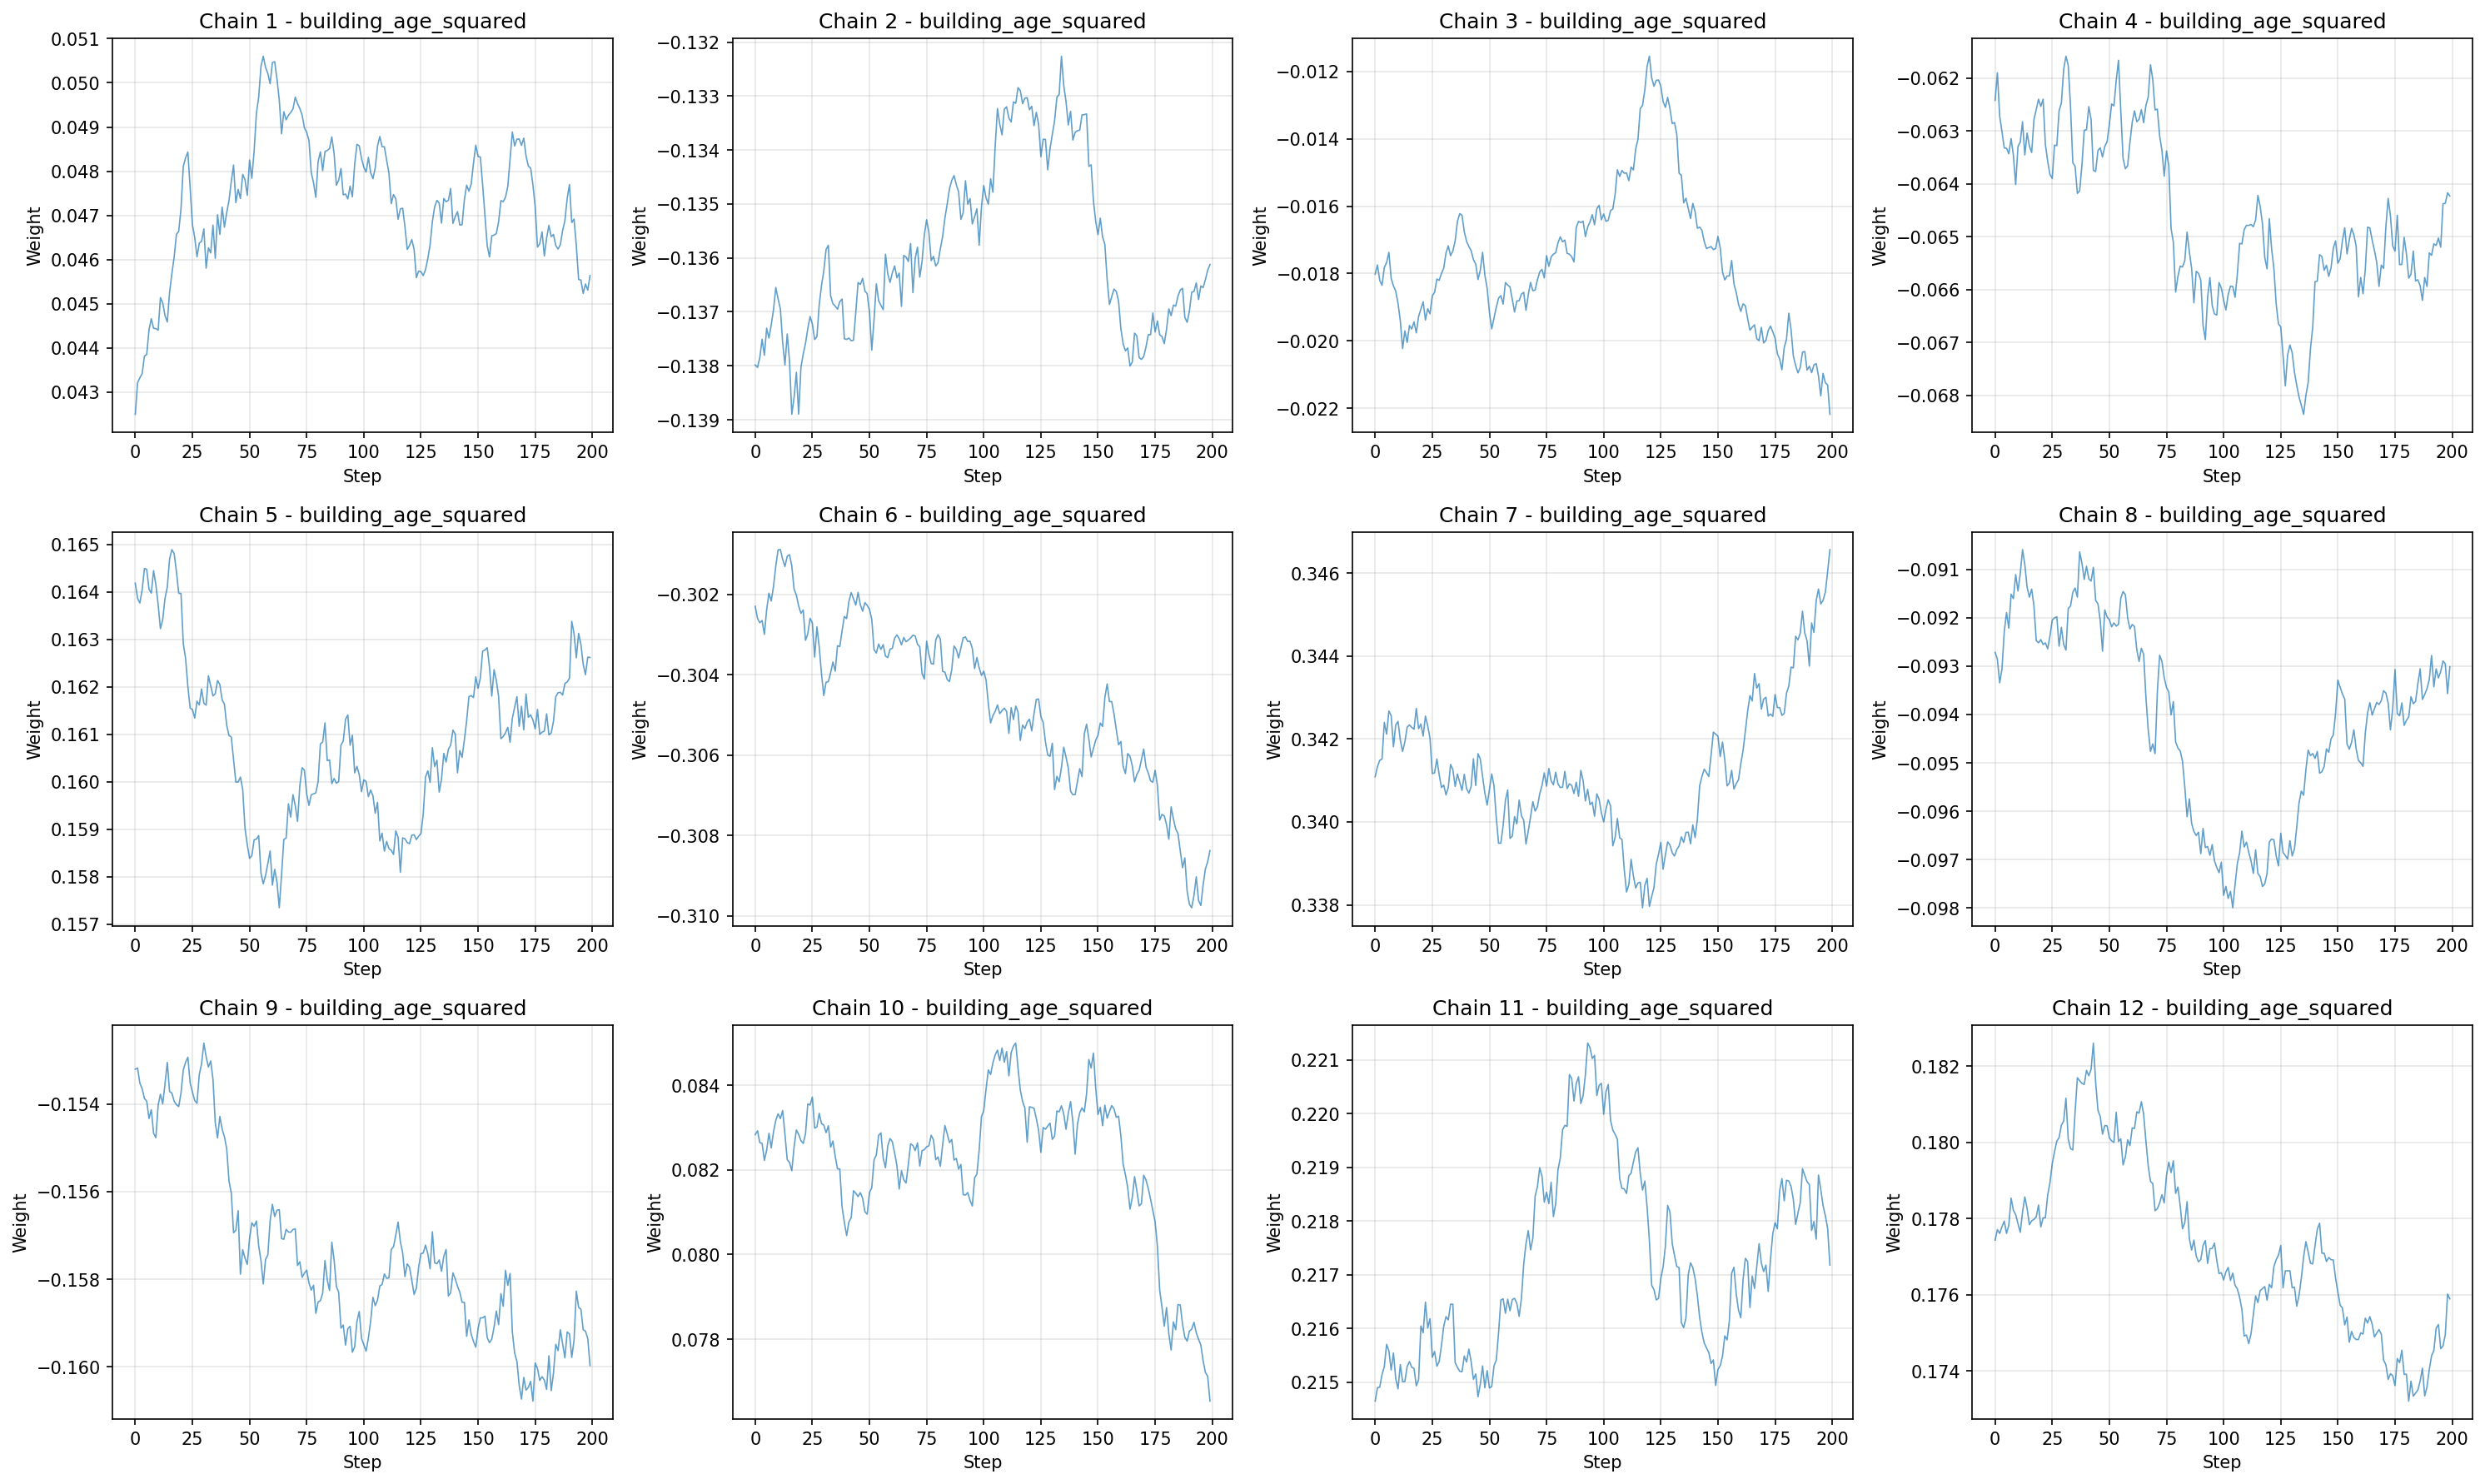 Chain 1 - building_age_squared
0.051
0.050
0.049
0.048
0.047
0.046
0.045
0.044
0.043
Weight
0 25 50 75 100 125 150 175 200
Step
Chain 2 - building_age_squared
−0.132
−0.133
−0.134
−0.135
−0.136
−0.137
−0.138
−0.139
Weight
0 25 50 75 100 125 150 175 200
Step
Chain 3 - building_age_squared
−0.012
−0.014
−0.016
−0.018
−0.020
−0.022
Weight
0 25 50 75 100 125 150 175 200
Step
Chain 4 - building_age_squared
−0.062
−0.063
−0.064
−0.065
−0.066
−0.067
−0.068
Weight
0 25 50 75 100 125 150 175 200
Step
Chain 5 - building_age_squared
0.165
0.164
0.163
0.162
0.161
0.160
0.159
0.158
0.157
Weight
0 25 50 75 100 125 150 175 200
Step
Chain 6 - building_age_squared
−0.302
−0.304
−0.306
−0.308
−0.310
Weight
0 25 50 75 100 125 150 175 200
Step
Chain 7 - building_age_squared
0.346
0.344
0.342
0.340
0.338
Weight
0 25 50 75 100 125 150 175 200
Step
Chain 8 - building_age_squared
−0.091
−0.092
−0.093
−0.094
−0.095
−0.096
−0.097
−0.098
Weight
0 25 50 75 100 125 150 175 200
Step
Chain 9 - building_age_squared
−0.154
−0.156
−0.158
−0.160
Weight
0 25 50 75 100 125 150 175 200
Step
Chain 10 - building_age_squared
0.084
0.082
0.080
0.078
Weight
0 25 50 75 100 125 150 175 200
Step
Chain 11 - building_age_squared
0.221
0.220
0.219
0.218
0.217
0.216
0.215
Weight
0 25 50 75 100 125 150 175 200
Step
Chain 12 - building_age_squared
0.182
0.180
0.178
0.176
0.174
Weight
0 25 50 75 100 125 150 175 200
Step